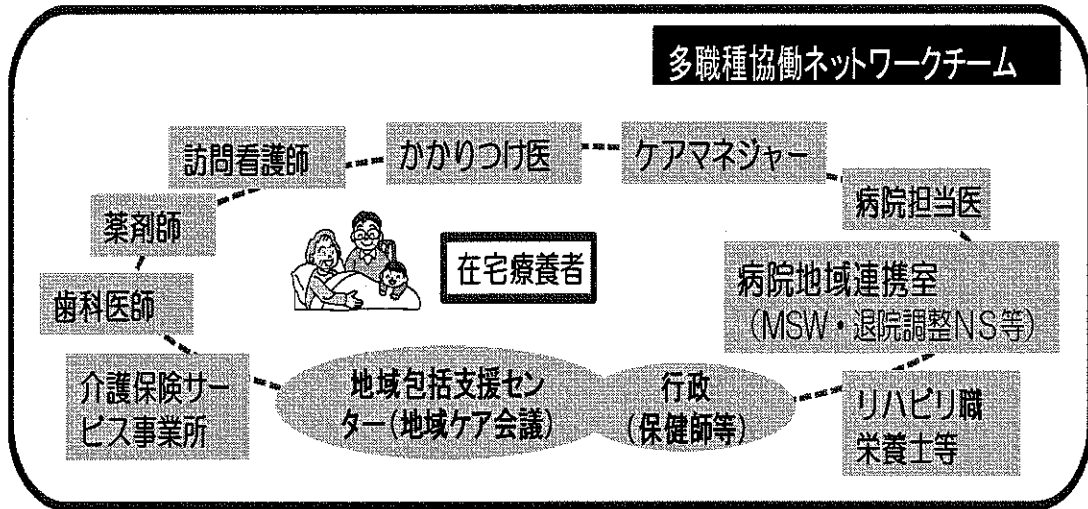 多職種協働ネットワークチーム
訪問看護師
かかりつけ医
ケアマネジャー
病院担当医
薬剤師
在宅療養者
病院地域連携室
(MSW・退院調整NS等)
歯科医師
介護保険サー
ビス事業所
地域包括支援セン
ター(地域ケア会議)
行政
(保健師等)
リハビリ職
栄養士等